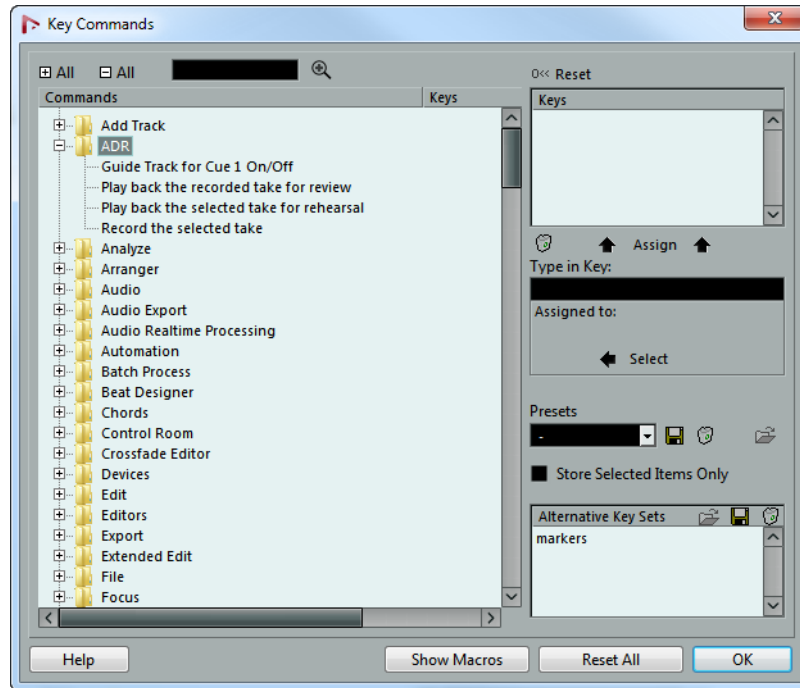 Key Commands
All All
Commands Keys
Add Track
ADR
Guide Track for Cue 1 On/Off
Play back the recorded take for review
Play back the selected take for rehearsal
Record the selected take
Analyze
Arranger
Audio
Audio Export
Audio Realtime Processing
Automation
Batch Process
Beat Designer
Chords
Control Room
Crossfade Editor
Devices
Edit
Editors
Export
Extended Edit
File
Focus
Reset
Keys
Assign
Type in Key:
Assigned to:
Select
Presets
-
Store Selected Items Only
Alternative Key Sets
markers
Help Show Macros Reset All OK